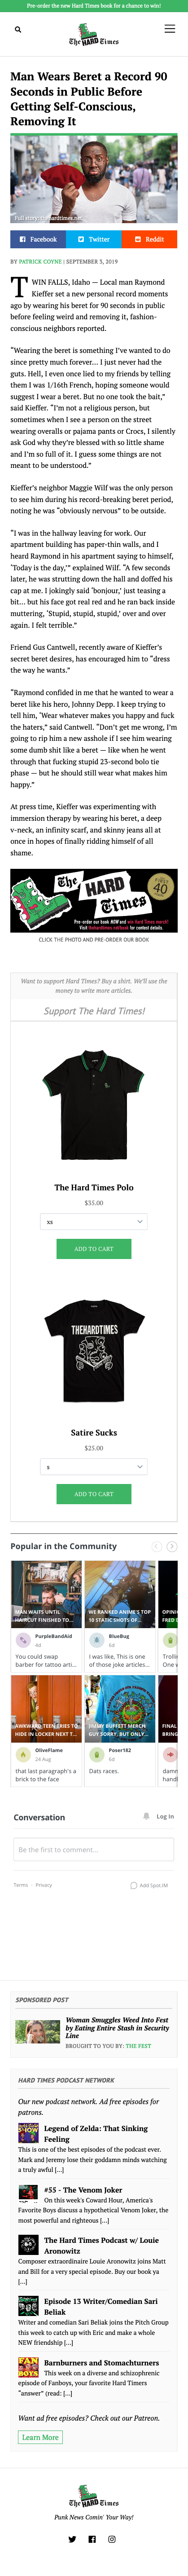 Pre-order the new Hard Times book for a chance to win!
The HARD Times
Man Wears Beret a Record 90
Seconds in Public Before
Getting Self-Conscious,
Removing It
Full story: thehardtimes.net
Facebook
Twitter
Reddit
BY PATRICK COYNE | SEPTEMBER 3, 2019
TWIN FALLS, Idaho — Local man Raymond
Kieffer set a new personal record moments
ago by wearing his beret for 90 seconds in
public before feeling weird and removing it, fashion-
conscious neighbors reported.
“Wearing the beret is something I’ve wanted to do
since pretty much forever… I just never had the
guts. Hell, I even once lied to my friends by telling
them I was 1/16th French, hoping someone would
suggest I wear a beret. But no one took the bait,”
said Kieffer. “I’m not a religious person, but
sometimes when I see a person on the street
wearing overalls or parachute pants or Crocs, I silently
ask God why they’re blessed with so little shame
and I’m so full of it. I guess some things are not
meant to be understood.”
Kieffer’s neighbor Maggie Wilf was the only person
to see him during his record-breaking beret period,
noting he was “obviously nervous” to be outside.
“I was in the hallway leaving for work. Our
apartment building has paper-thin walls, and I
heard Raymond in his apartment saying to himself,
‘Today is the day,’” explained Wilf. “A few seconds
later, he was strutting down the hall and doffed his
cap at me. I jokingly said ‘bonjour,’ just teasing a
bit… but his face got all red and he ran back inside
muttering, ‘Stupid, stupid, stupid,’ over and over
again. I felt terrible.”
Friend Gus Cantwell, recently aware of Kieffer’s
secret beret desires, has encouraged him to “dress
the way he wants.”
“Raymond confided in me that he wanted to wear a
beret like his hero, Johnny Depp. I keep trying to
tell him, ‘Wear whatever makes you happy and fuck
the haters,’” said Cantwell. “Don’t get me wrong, I’m
going to rip him a new asshole if I see him wearing
some dumb shit like a beret — like when he went
through that fucking stupid 23-second bolo tie
phase — but he should still wear what makes him
happy.”
At press time, Kieffer was experimenting with
immersion therapy by wearing his beret, a deep
v-neck, an infinity scarf, and skinny jeans all at
once in hopes of finally ridding himself of all
shame.
The HARD Times
40
Pre-order our book NOW and win Hard Times Merch!
CLICK THE PHOTO AND PRE-ORDER OUR BOOK
Want to support Hard Times? Buy a shirt. We'll use the
money to write more articles.
Support The Hard Times!
The Hard Times Polo
$35.00
xs
ADD TO CART
THEHARDTIMES
Satire Sucks
$25.00
s
ADD TO CART
Popular in the Community
MAN WAITS UNTIL
HAIRCUT FINISHED TO…
PurpleBandAid
4d
You could swap
barber for tattoo arti...
WE RANKED ANIME'S TOP
10 STATIC SHOTS OF…
BlueBug
6d
I was like, This is one
of those joke articles...
AWKWARD TEEN TRIES TO
HIDE IN LOCKER NEXT T…
OliveFlame
24 Aug
that last paragraph's a
brick to the face
JIMMY BUFFETT MERCH
GUY SORRY, BUT ONLY…
Poser182
6d
Dats races.
Conversation
Log In
Be the first to comment...
Terms · Privacy
Add Spot.IM
SPONSORED POST
Woman Smuggles Weed Into Fest
by Eating Entire Stash in Security
Line
BROUGHT TO YOU BY: THE FEST
HARD TIMES PODCAST NETWORK
Our new podcast network. Ad free episodes for
patrons.
Legend of Zelda: That Sinking
Feeling
This is one of the best episodes of the podcast ever.
Mark and Jeremy lose their goddamn minds watching
a truly awful [...]
#55 - The Venom Joker
On this week's Coward Hour, America's
Favorite Boys discuss a hypothetical Venom Joker, the
most powerful and righteous [...]
The Hard Times Podcast w/ Louie
Aronowitz
Composer extraordinaire Louie Aronowitz joins Matt
and Bill for a very special episode. Buy our book ya
[...]
Episode 13 Writer/Comedian Sari
Beliak
Writer and comedian Sari Beliak joins the Pitch Group
this week to catch up with Eric and make a whole
NEW friendship [...]
FAN BOYS
Barnburners and Stomachturners
This week on a diverse and schizophrenic
episode of Fanboys, your favorite Hard Times
“answer” (read: [...]
Want ad free episodes? Check out our Patreon.
Learn More
The HARD Times
Punk News Comin' Your Way!